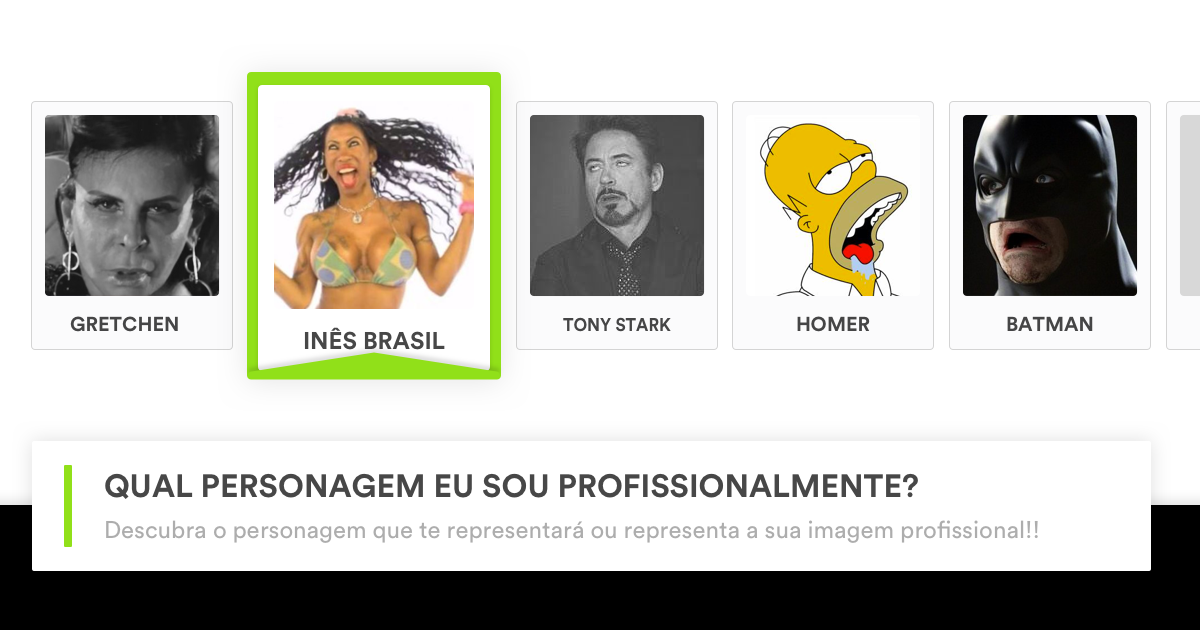 GRETCHEN
INÊS BRASIL
TONY STARK
HOMER
BATMAN
QUAL PERSONAGEM EU SOU PROFISSIONALMENTE?
Descubra o personagem que te representará ou representa a sua imagem profissional!!